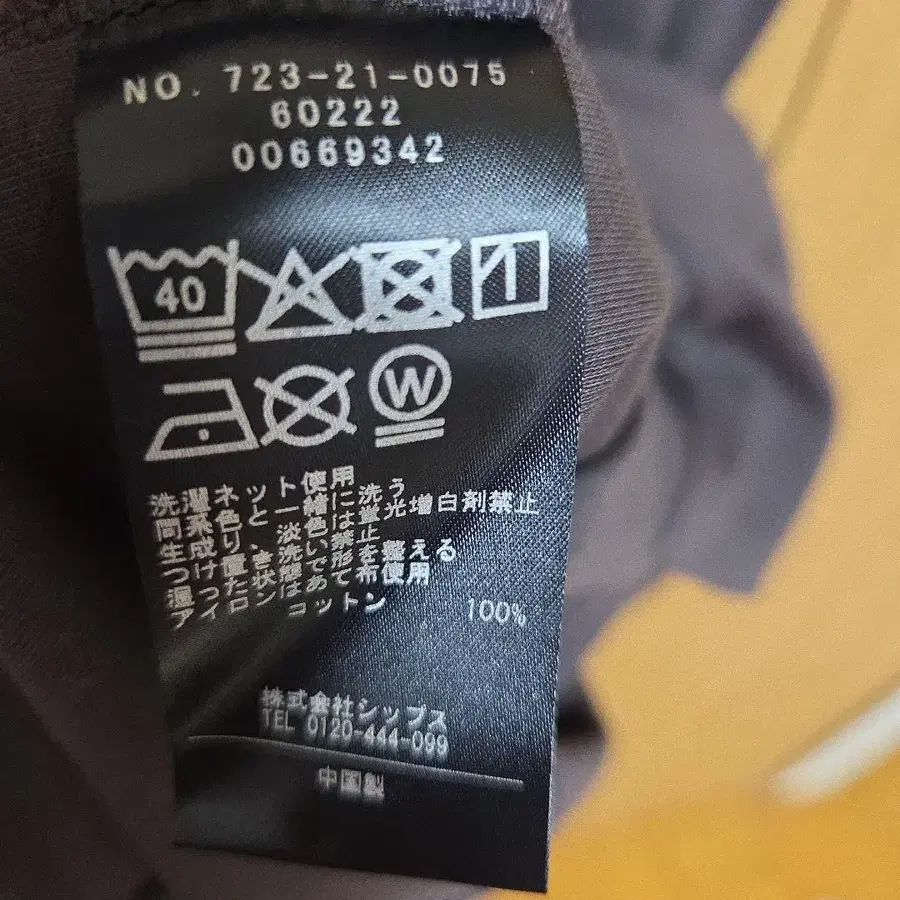 NO. 723-21-0075
60222
00669342
40
W
洗濯ネット使用
同系色と一緒に洗う
生成り、淡色は蛍光増白剤禁止
つけ置き洗い禁止
湿った状態で形を整える
アイロンはあて布使用
コットン 100%
株式会社シップス
TEL 0120-444-099
中国製